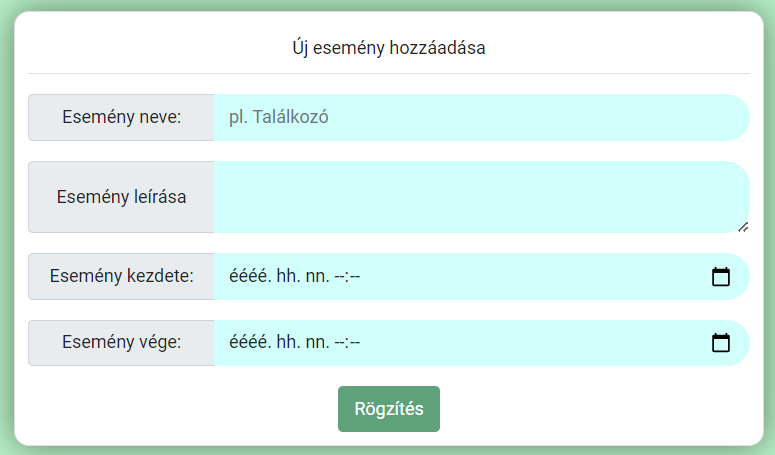 Új esemény hozzáadása
Esemény neve: pl. Találkozó
Esemény leírása
Esemény kezdete: éééé. hh. nn. --:--
Esemény vége: éééé. hh. nn. --:--
Rögzítés